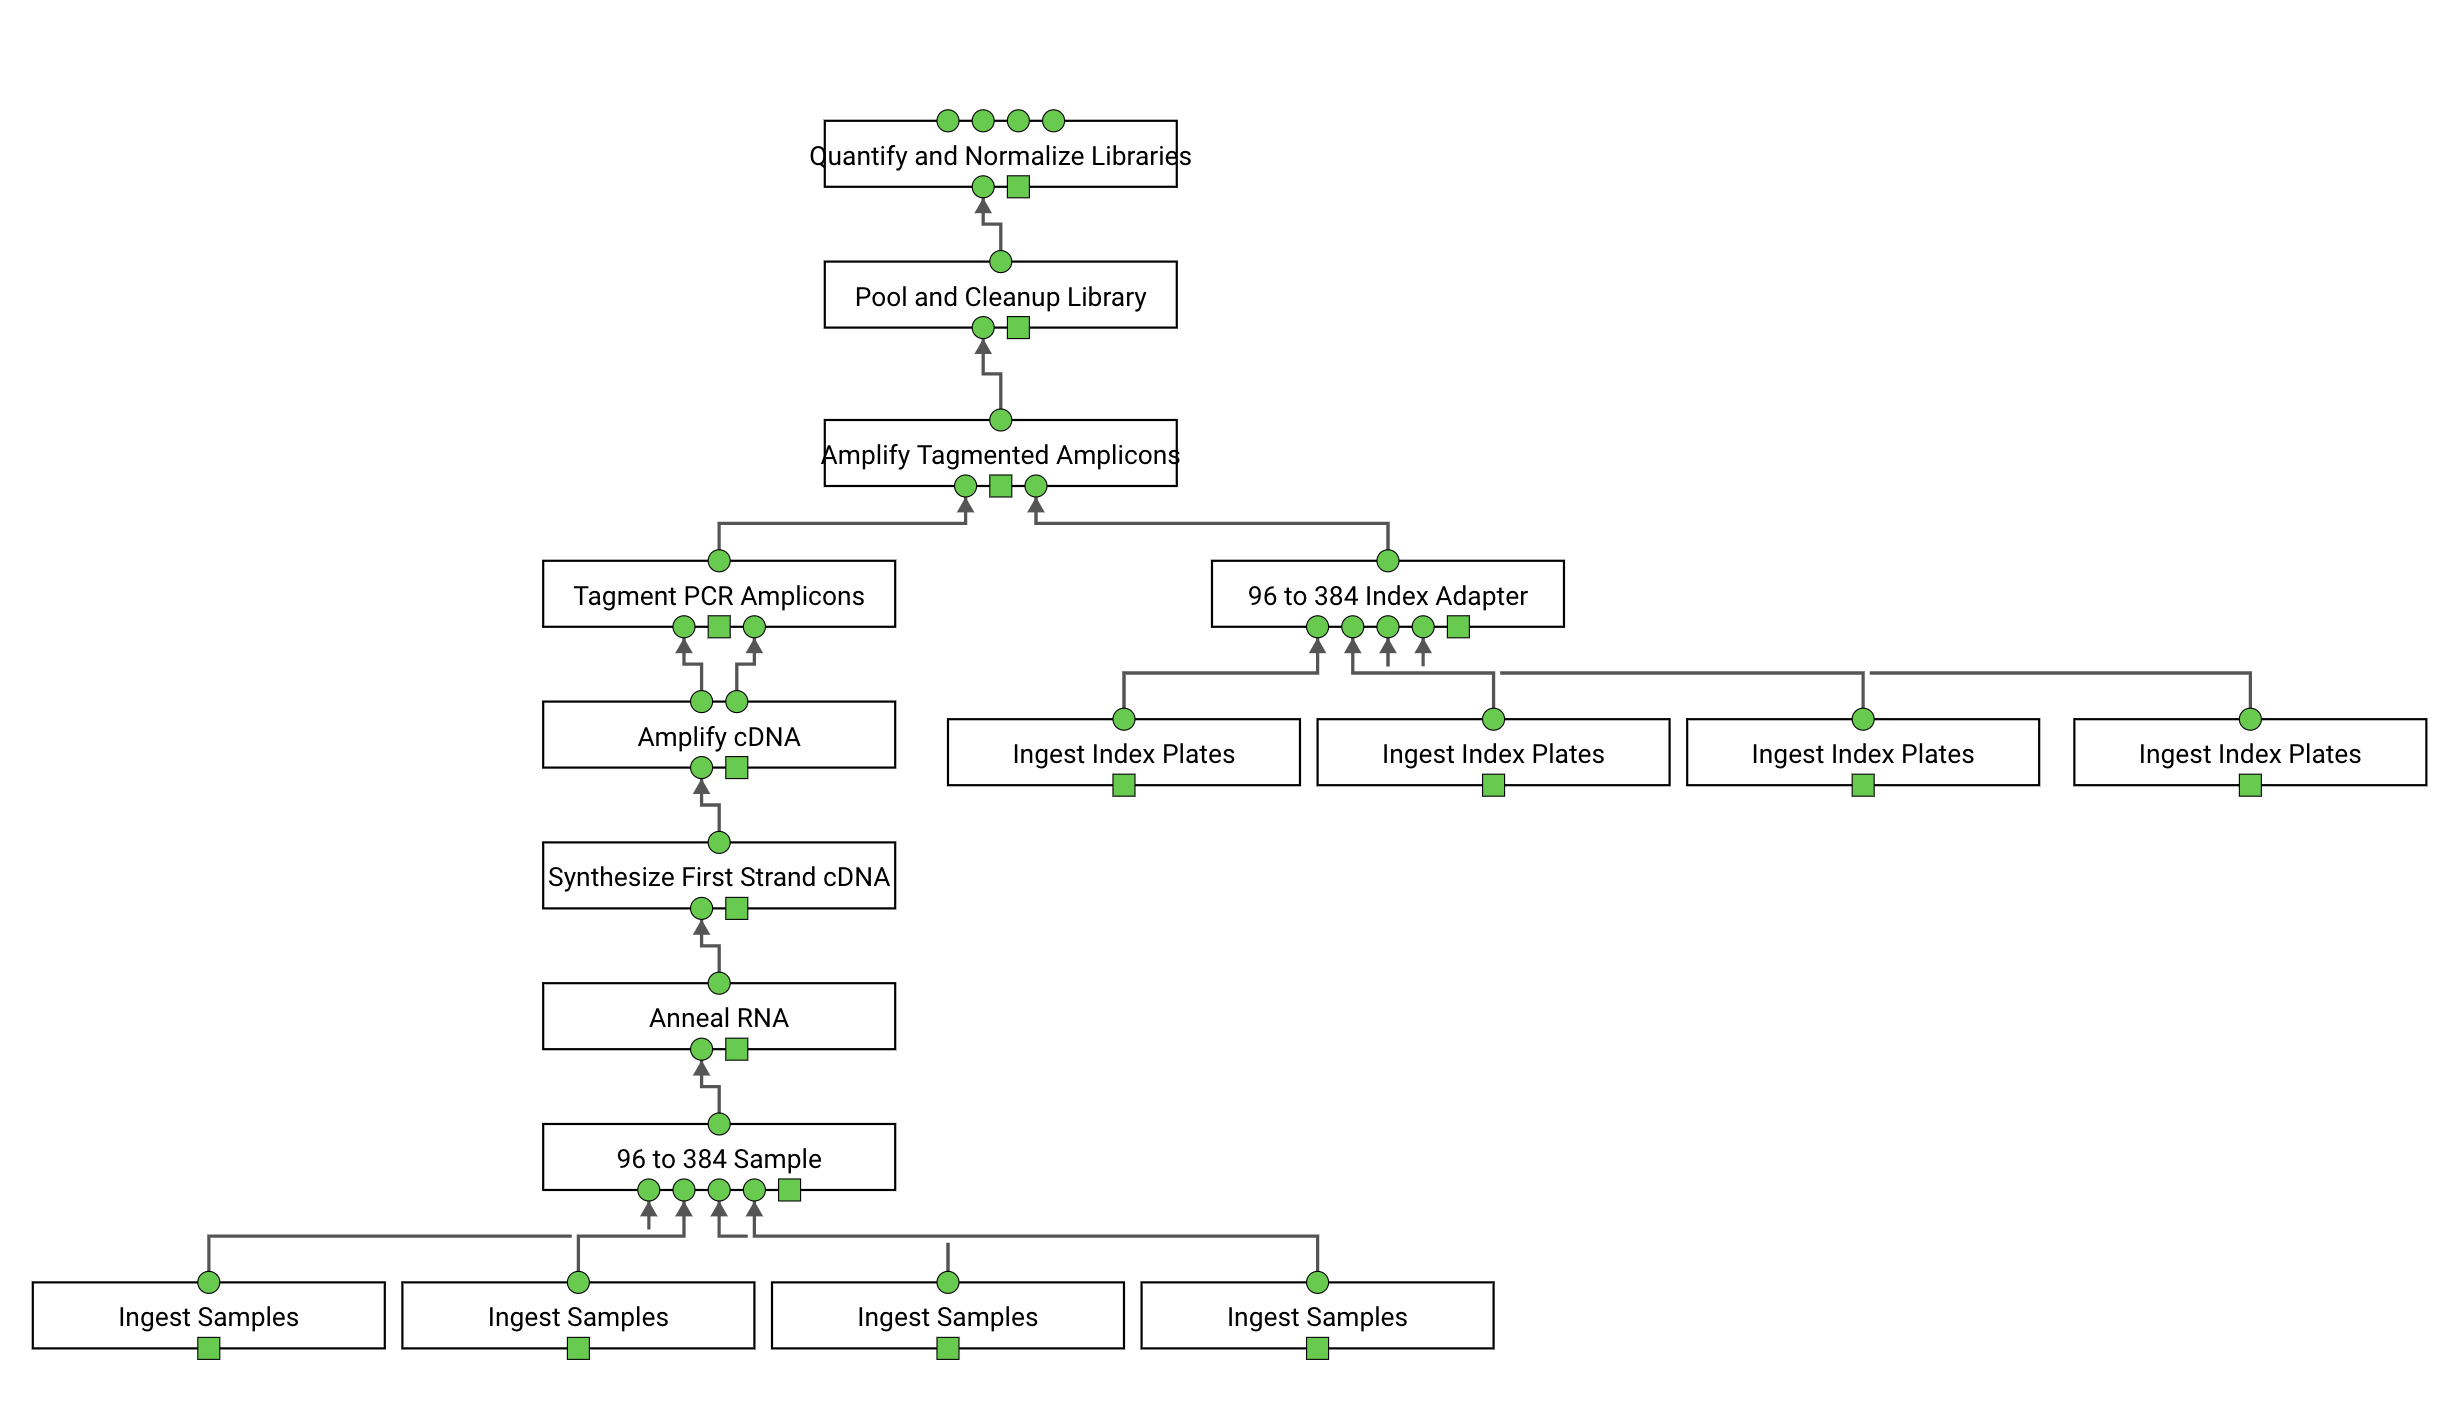 Quantify and Normalize Libraries
Pool and Cleanup Library
Amplify Tagmented Amplicons
Tagment PCR Amplicons
96 to 384 Index Adapter
Amplify cDNA
Ingest Index Plates
Ingest Index Plates
Ingest Index Plates
Ingest Index Plates
Synthesize First Strand cDNA
Anneal RNA
96 to 384 Sample
Ingest Samples
Ingest Samples
Ingest Samples
Ingest Samples